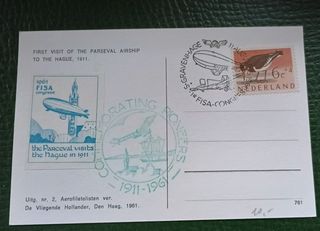 FIRST VISIT OF THE PARSEVAL AIRSHIP
TO THE HAGUE, 1911.
1961
FISA
congress
the Parseval visits
the Hague in 1911
COMMEMORATING PIONEERS
1911-1961
'S-GRAVENHAGE
FISA-CONGRES
6c
NEDERLAND
Uitg. nr. 2, Aerofilatelisten ver.
De Vliegende Hollander, Den Haag, 1961.
761